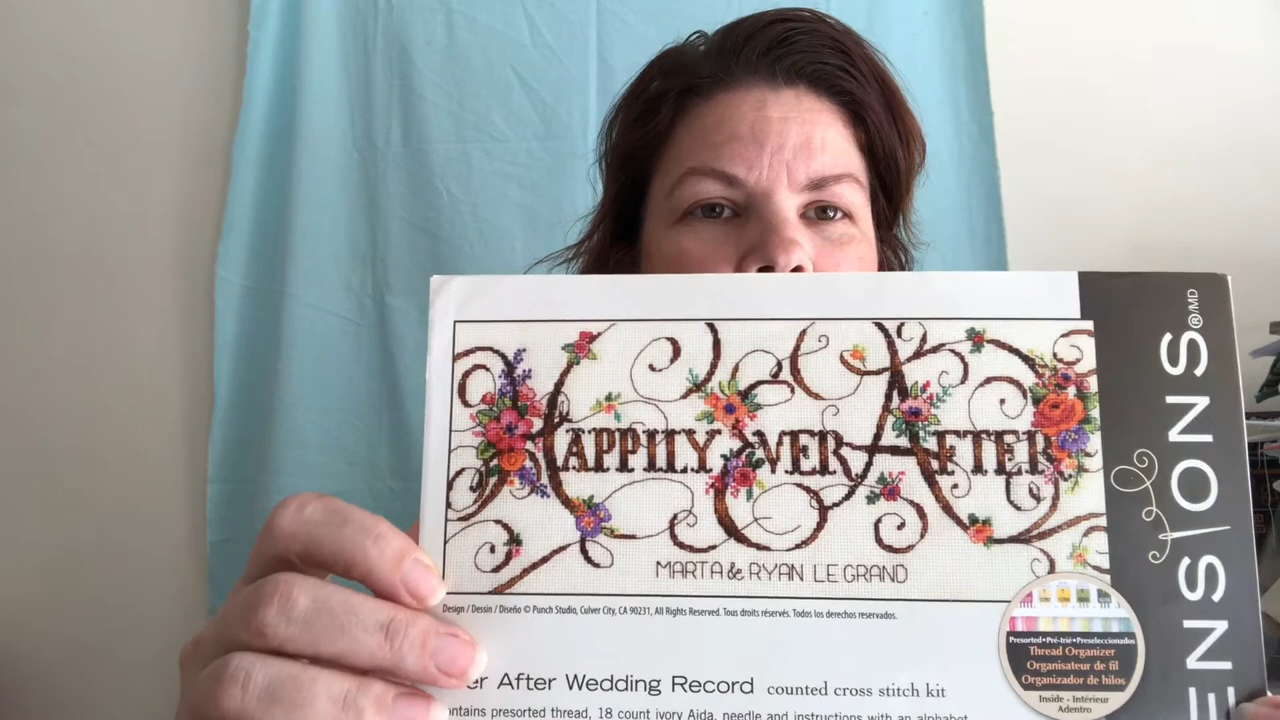 HAPPILY EVER AFTER
MARTA & RYAN LE GRAND
Design / Dessin / Diseño © Punch Studio, Culver City, CA 90231, All Rights Reserved. Tous droits réservés. Todos los derechos reservados.
er After Wedding Record counted cross stitch kit
ntains presorted thread, 18 count ivory Aida, needle and instructions with an alphabet
Presorted•Pré-trié•Preseleccionados
Thread Organizer
Organisateur de fil
Organizador de hilos
Inside - Intérieur
Adentro
ENSIONS®/MD